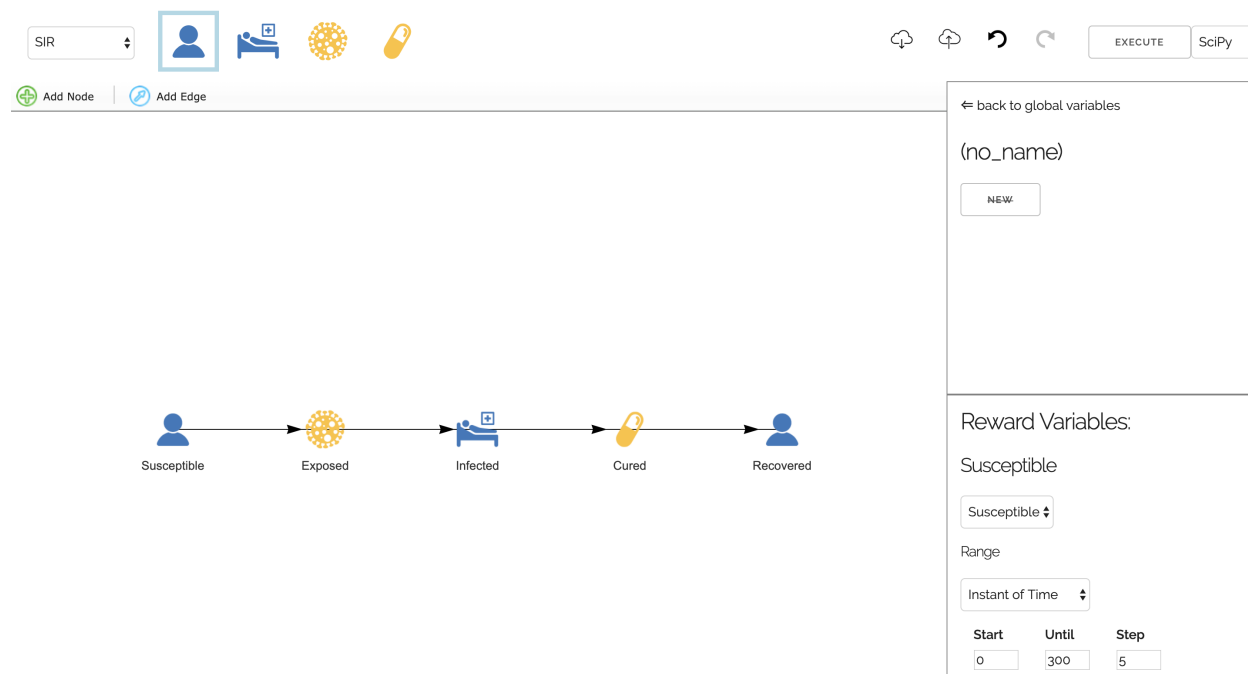 SIR
EXECUTE
SciPy
Add Node
Add Edge
⇐ back to global variables
(no_name)
NEW
Susceptible
Exposed
Infected
Cured
Recovered
Reward Variables:
Susceptible
Susceptible
Range
Instant of Time
Start Until Step
0 300 5